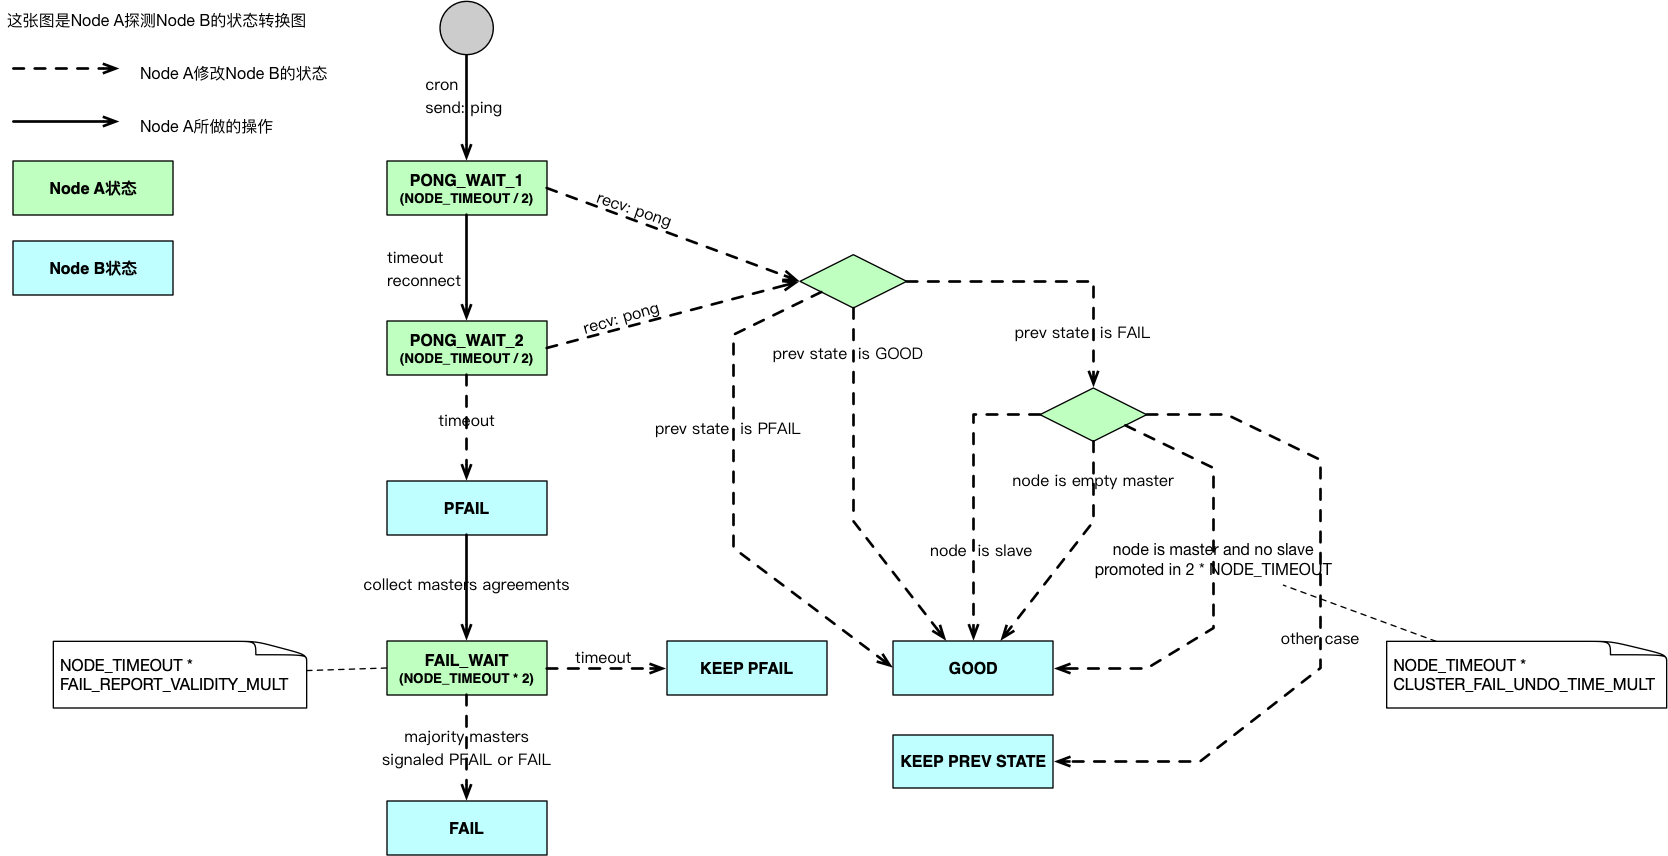 这张图是Node A探测Node B的状态转换图
Node A修改Node B的状态
Node A所做的操作
Node A状态
Node B状态
cron
send: ping
PONG_WAIT_1
(NODE_TIMEOUT / 2)
recv: pong
timeout
reconnect
PONG_WAIT_2
(NODE_TIMEOUT / 2)
recv: pong
timeout
prev state is GOOD
prev state is FAIL
prev state is PFAIL
PFAIL
node is empty master
node is slave
node is master and no slave
promoted in 2 * NODE_TIMEOUT
collect masters agreements
other case
NODE_TIMEOUT *
FAIL_REPORT_VALIDITY_MULT
FAIL_WAIT
(NODE_TIMEOUT * 2)
timeout
KEEP PFAIL
GOOD
NODE_TIMEOUT *
CLUSTER_FAIL_UNDO_TIME_MULT
majority masters
signaled PFAIL or FAIL
KEEP PREV STATE
FAIL